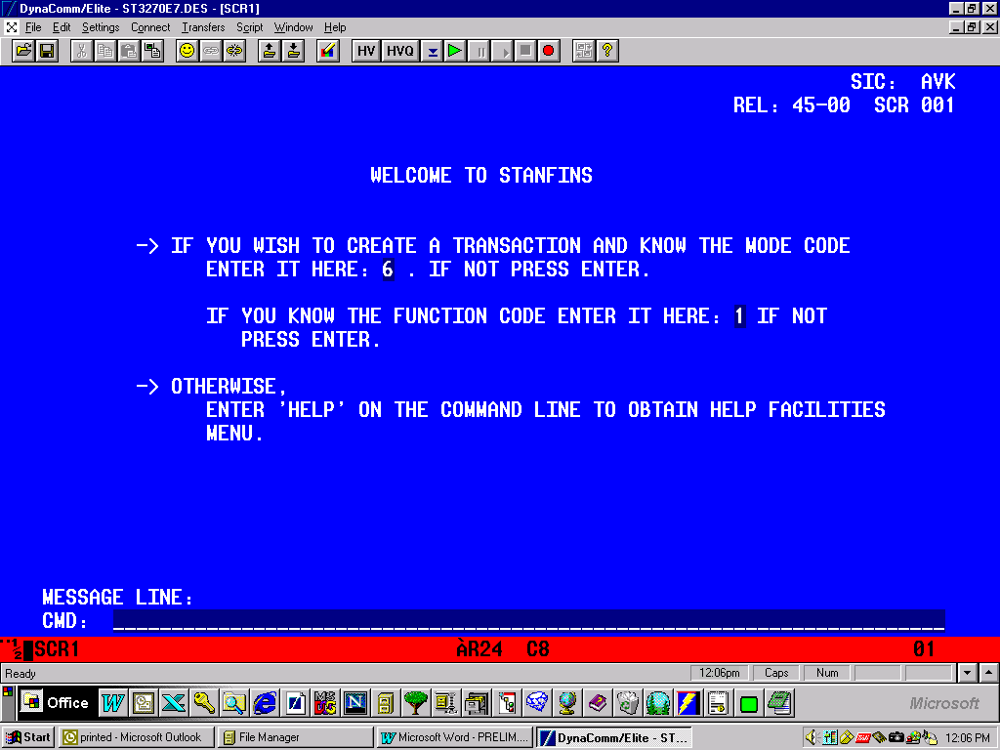 DynaComm/Elite - ST3270E7.DES - [SCR1]
File Edit Settings Connect Transfers Script Window Help
HV HVQ
SIC: AVK
REL: 45-00 SCR 001
WELCOME TO STANFINS
-> IF YOU WISH TO CREATE A TRANSACTION AND KNOW THE MODE CODE
ENTER IT HERE: 6 . IF NOT PRESS ENTER.
IF YOU KNOW THE FUNCTION CODE ENTER IT HERE: 1 IF NOT
PRESS ENTER.
-> OTHERWISE,
ENTER 'HELP' ON THE COMMAND LINE TO OBTAIN HELP FACILITIES
MENU.
MESSAGE LINE:
CMD:
SCR1 ÀR24 C8 01
Ready 12:06pm Caps Num
Office Microsoft
Start printed - Microsoft Outlook File Manager Microsoft Word - PRELIM.... DynaComm/Elite - ST... 12:06 PM